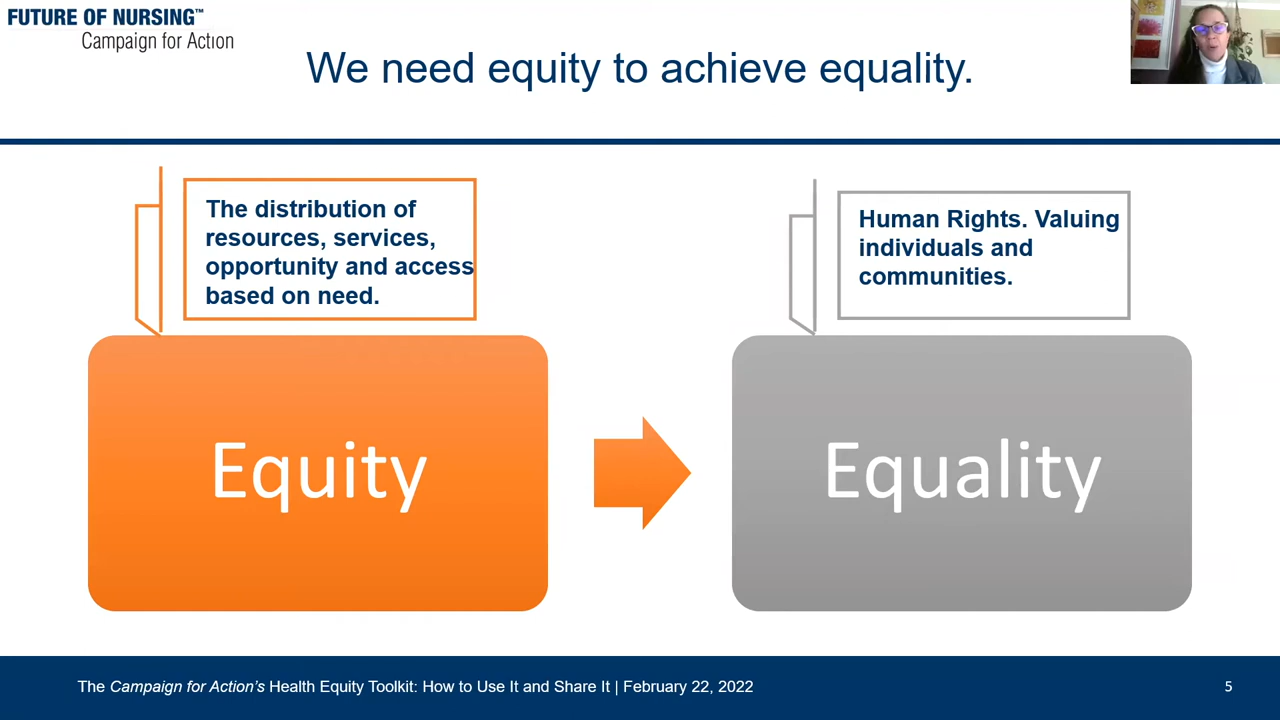 FUTURE OF NURSING™
Campaign for Action
We need equity to achieve equality.
The distribution of
resources, services,
opportunity and access
based on need.
Human Rights. Valuing
individuals and
communities.
Equity
Equality
The Campaign for Action's Health Equity Toolkit: How to Use It and Share It | February 22, 2022
5